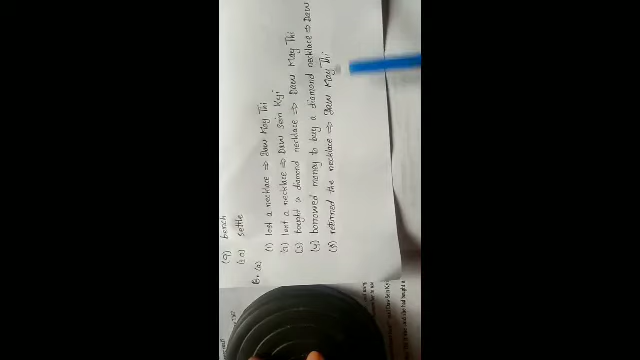 (9) bench
(10) settle
B. (a)
(1) lent a necklace ⇒ Daw May Thi
(2) lost a necklace ⇒ Daw Sein Kyi
(3) bought a diamond necklace ⇒ Daw May Thi
(4) borrowed money to buy a diamond necklace ⇒ Daw
(5) returned the necklace ⇒ Daw May Thi